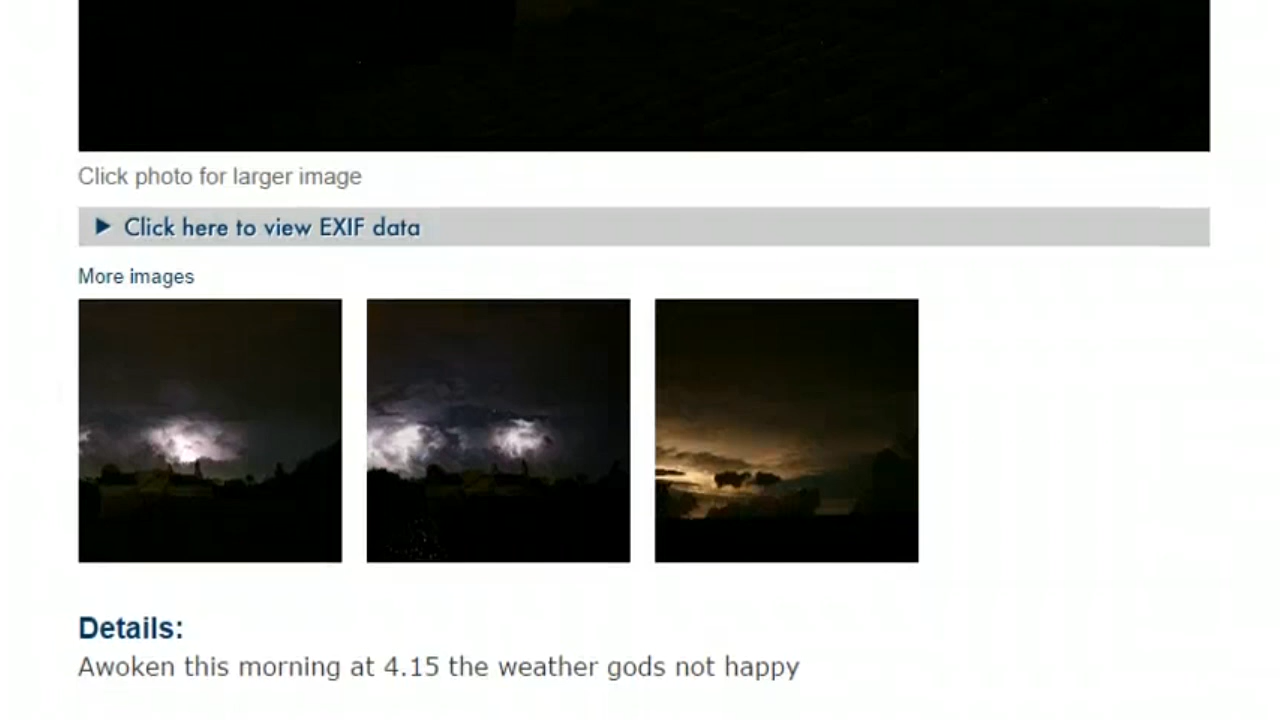 Click photo for larger image
Click here to view EXIF data
More images
Details:
Awoken this morning at 4.15 the weather gods not happy